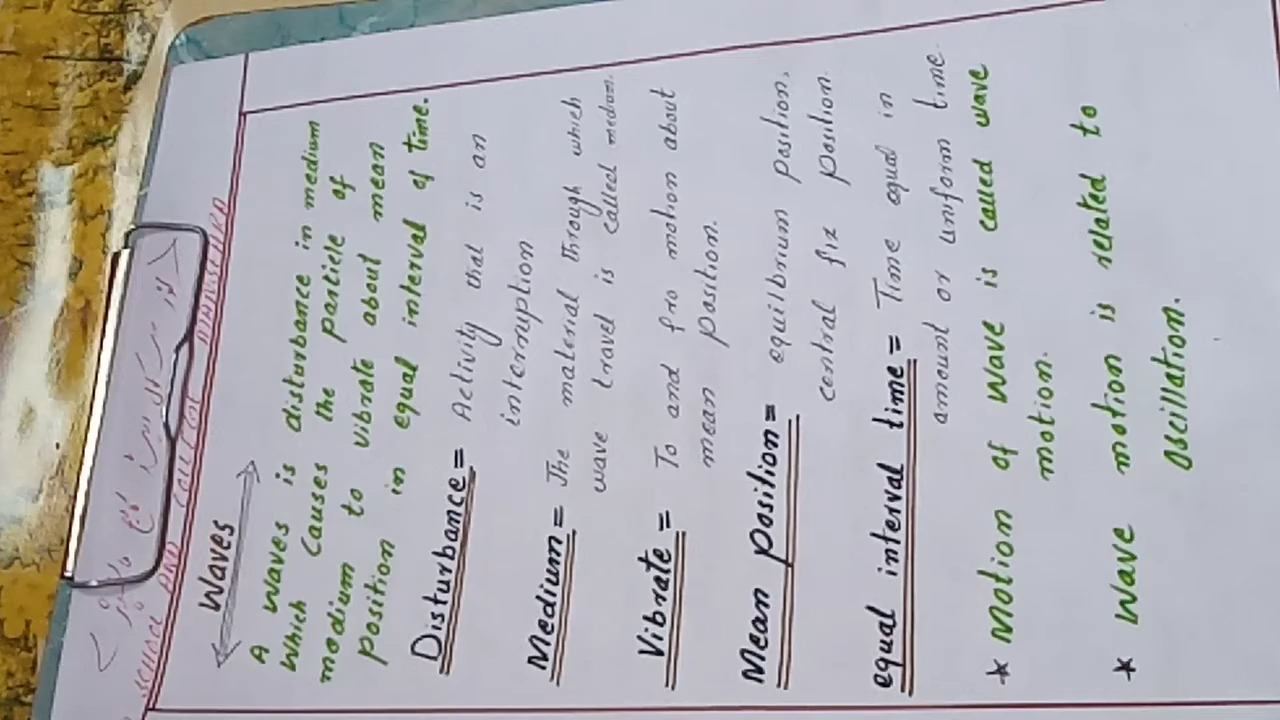 AND
Waves
A waves is disturbance in medium
which causes the particle of
medium to vibrate about mean
position in equal interval of time.
Disturbance = Activity that is an
interruption
Medium = The material through which
wave travel is called medium.
Vibrate = To and fro motion about
mean position.
Mean position = equilbrium position,
central fix position.
equal interval time = Time equal in
amount or uniform time.
* Motion of wave is called wave
motion.
* Wave motion is related to
oscillation.